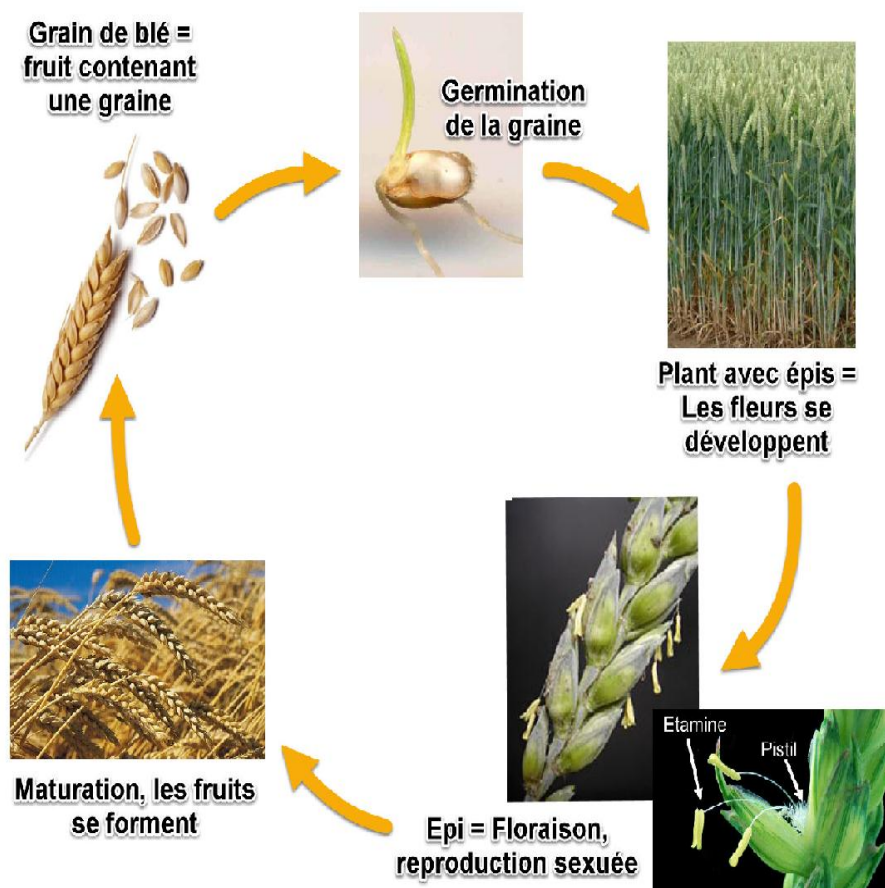 Grain de blé =
fruit contenant
une graine
Germination
de la graine
Plant avec épis =
Les fleurs se
développent
Etamine
Pistil
Epi = Floraison,
reproduction sexuée
Maturation, les fruits
se forment